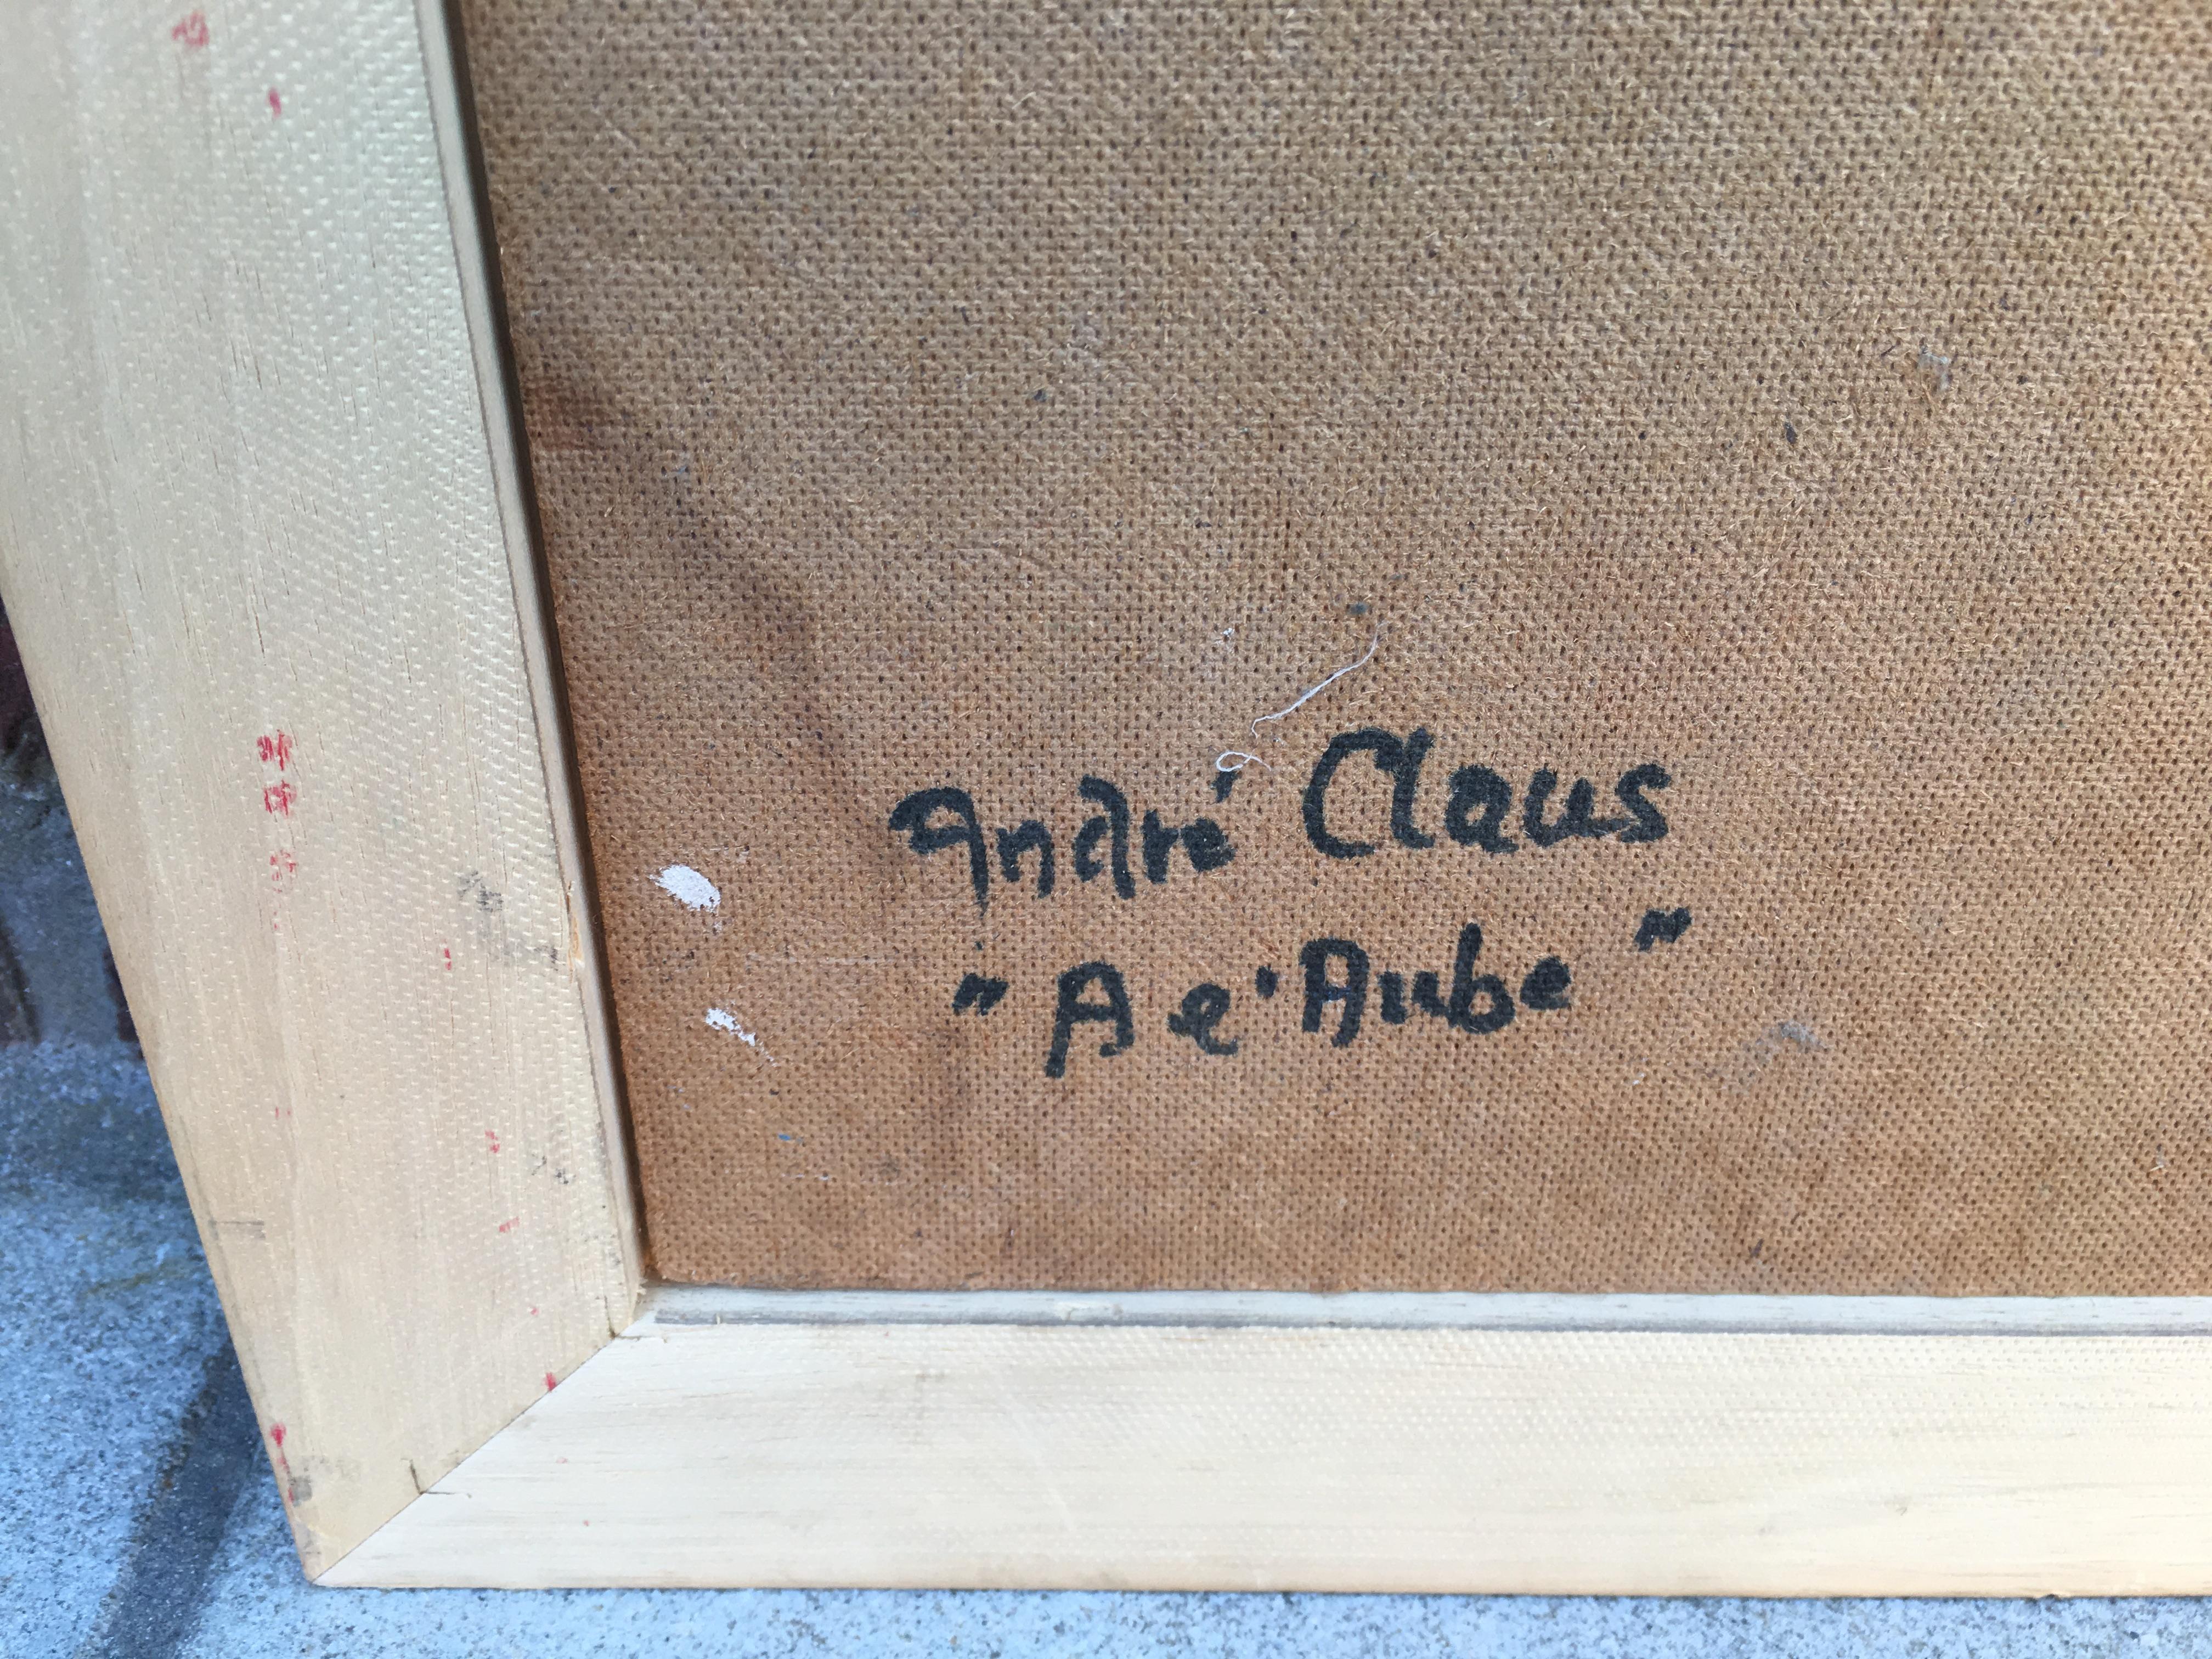 André Claus
"A l'Aube"